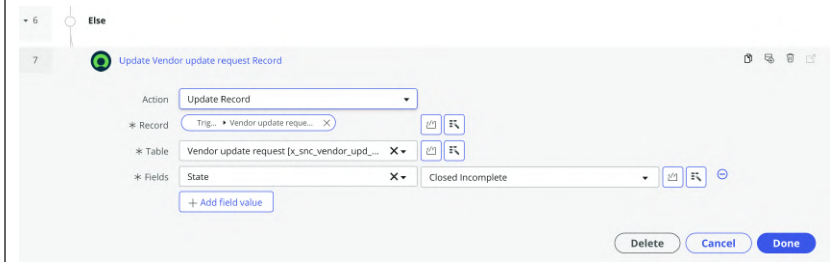 6 Else
7 Update Vendor update request Record
Action Update Record
* Record Trig... ▸ Vendor update reque... ×
* Table Vendor update request [x_snc_vendor_upd_... ×
* Fields State × Closed Incomplete
+ Add field value
Delete Cancel Done